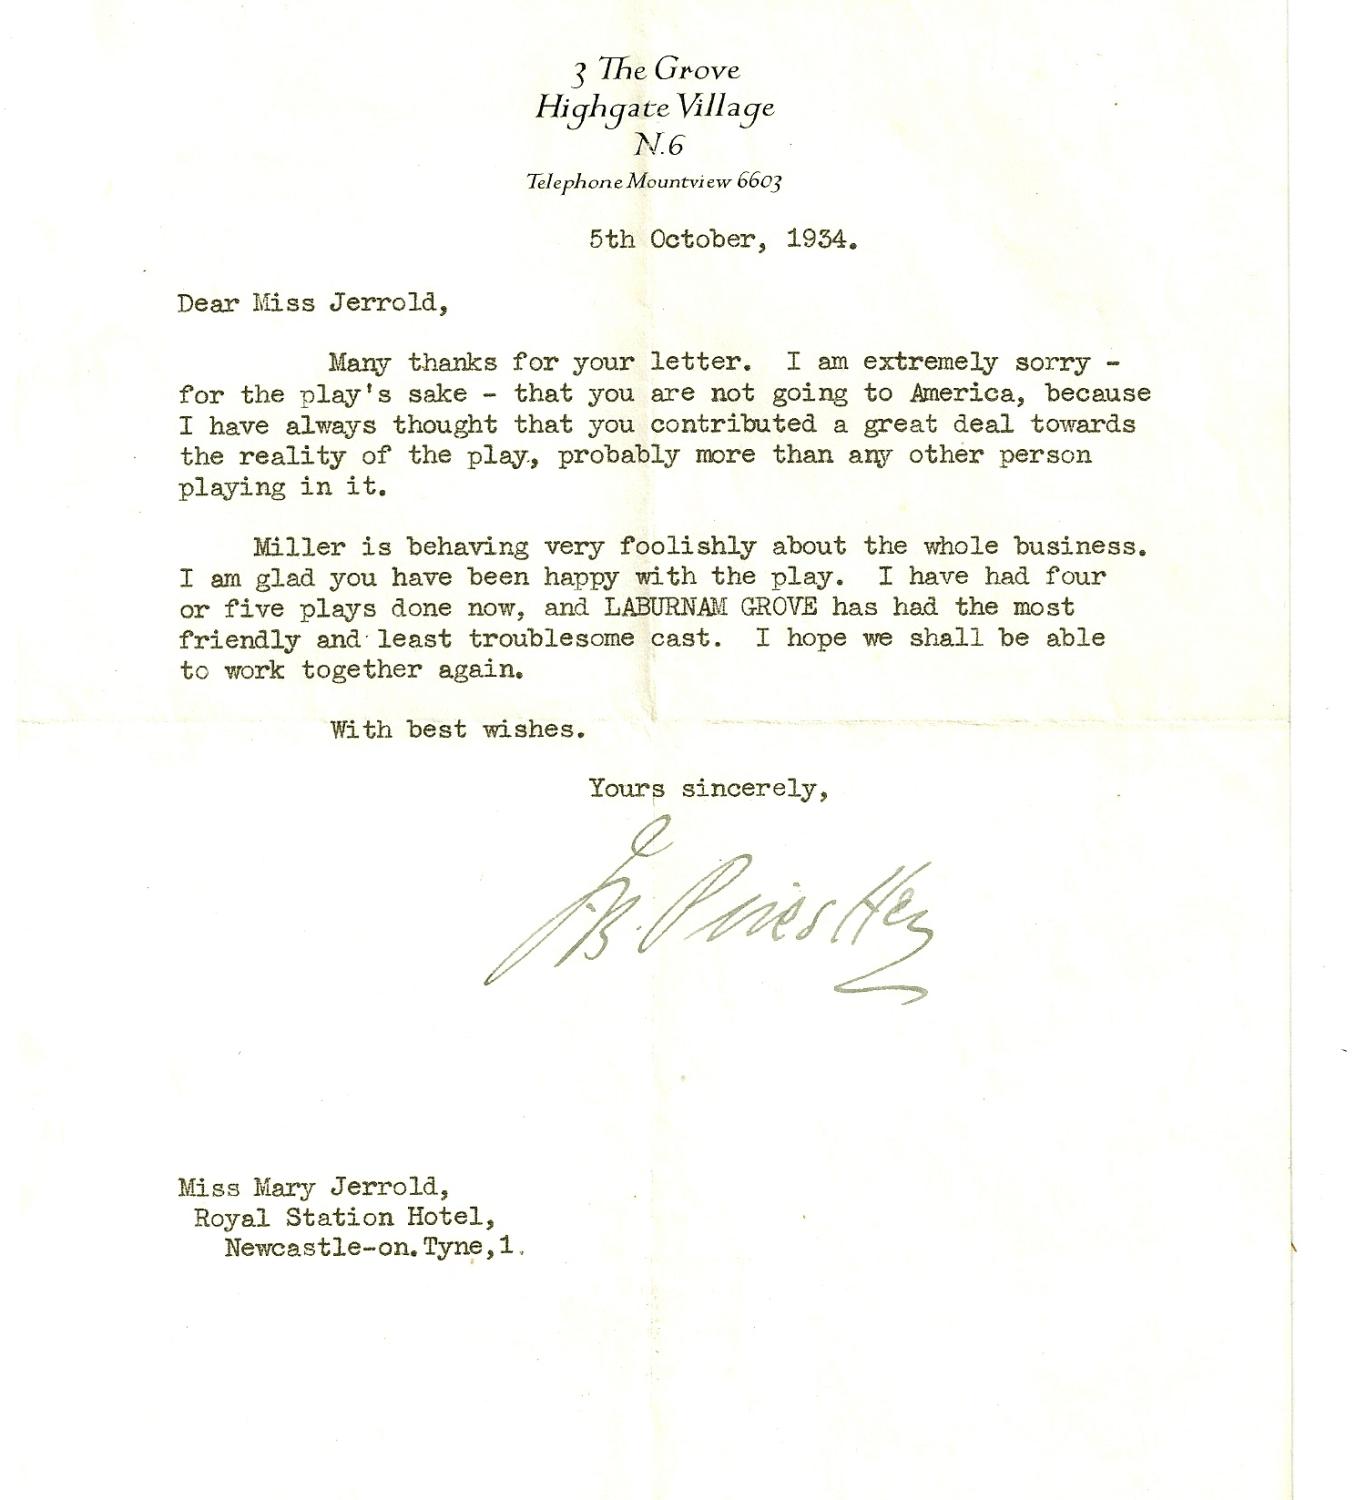 3 The Grove
Highgate Village
N.6
Telephone Mountview 6603
5th October, 1934.
Dear Miss Jerrold,
Many thanks for your letter. I am extremely sorry -
for the play's sake - that you are not going to America, because
I have always thought that you contributed a great deal towards
the reality of the play, probably more than any other person
playing in it.
Miller is behaving very foolishly about the whole business.
I am glad you have been happy with the play. I have had four
or five plays done now, and LABURNAM GROVE has had the most
friendly and least troublesome cast. I hope we shall be able
to work together again.
With best wishes.
Yours sincerely,
J.B. Priestley
Miss Mary Jerrold,
Royal Station Hotel,
Newcastle-on.Tyne,1.